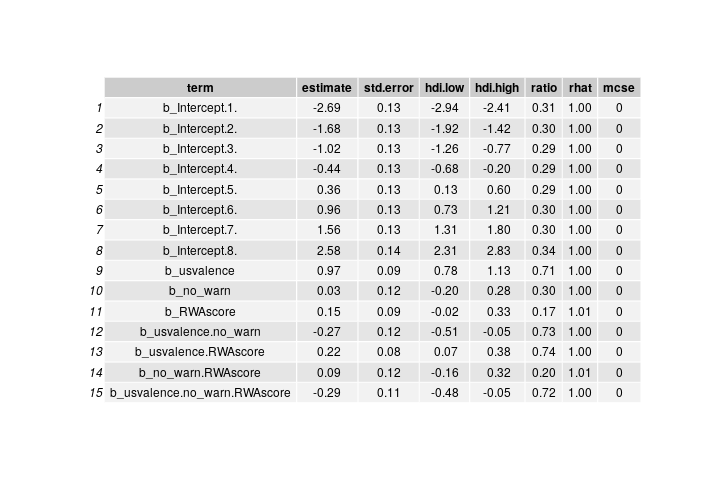 term estimate std.error hdi.low hdi.high ratio rhat mcse
1 b_Intercept.1. -2.69 0.13 -2.94 -2.41 0.31 1.00 0
2 b_Intercept.2. -1.68 0.13 -1.92 -1.42 0.30 1.00 0
3 b_Intercept.3. -1.02 0.13 -1.26 -0.77 0.29 1.00 0
4 b_Intercept.4. -0.44 0.13 -0.68 -0.20 0.29 1.00 0
5 b_Intercept.5. 0.36 0.13 0.13 0.60 0.29 1.00 0
6 b_Intercept.6. 0.96 0.13 0.73 1.21 0.30 1.00 0
7 b_Intercept.7. 1.56 0.13 1.31 1.80 0.30 1.00 0
8 b_Intercept.8. 2.58 0.14 2.31 2.83 0.34 1.00 0
9 b_usvalence 0.97 0.09 0.78 1.13 0.71 1.00 0
10 b_no_warn 0.03 0.12 -0.20 0.28 0.30 1.00 0
11 b_RWAscore 0.15 0.09 -0.02 0.33 0.17 1.01 0
12 b_usvalence.no_warn -0.27 0.12 -0.51 -0.05 0.73 1.00 0
13 b_usvalence.RWAscore 0.22 0.08 0.07 0.38 0.74 1.00 0
14 b_no_warn.RWAscore 0.09 0.12 -0.16 0.32 0.20 1.01 0
15 b_usvalence.no_warn.RWAscore -0.29 0.11 -0.48 -0.05 0.72 1.00 0